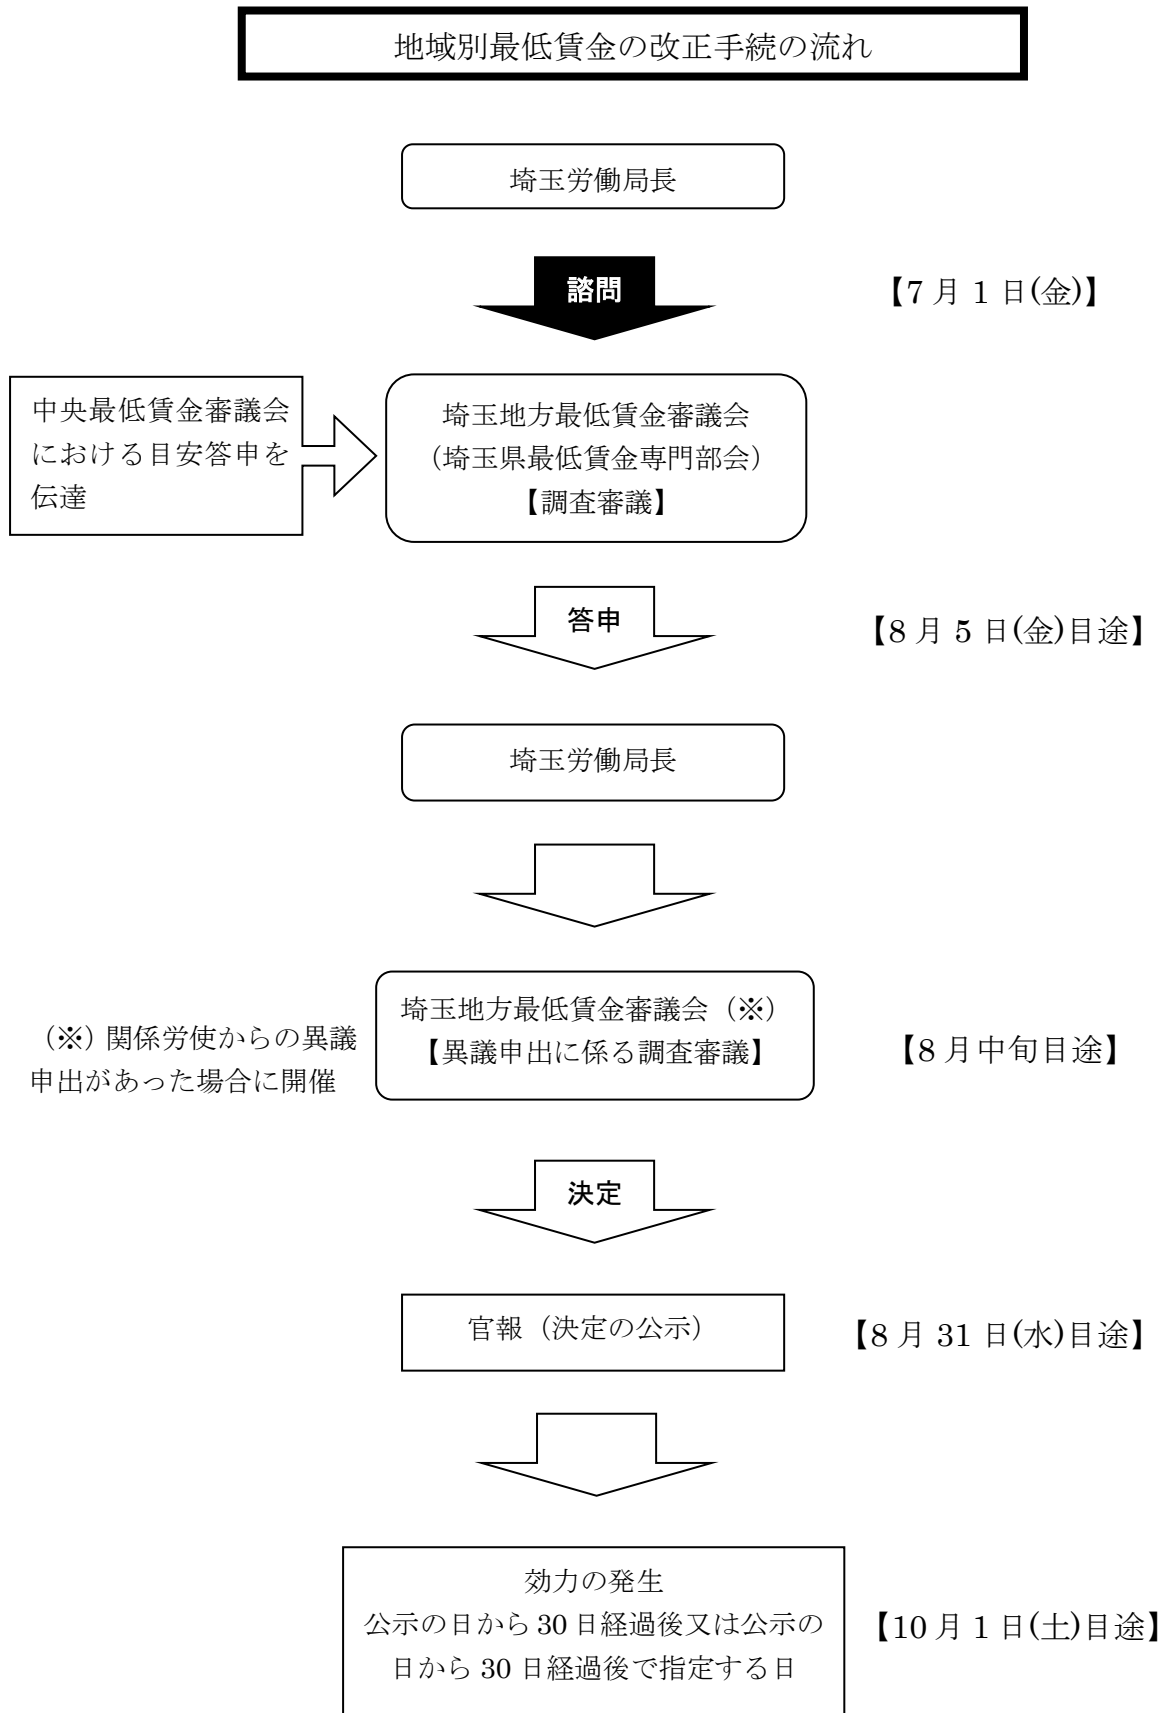 地域別最低賃金の改正手続の流れ
埼玉労働局長
諮問
【7月1日(金)】
中央最低賃金審議会
における目安答申を
伝達
埼玉地方最低賃金審議会
（埼玉県最低賃金専門部会）
【調査審議】
答申
【8月5日(金)目途】
埼玉労働局長
（※）関係労使からの異議
申出があった場合に開催
埼玉地方最低賃金審議会（※）
【異議申出に係る調査審議】
【8月中旬目途】
決定
官報（決定の公示）
【8月31日(水)目途】
効力の発生
公示の日から30日経過後又は公示の
日から30日経過後で指定する日
【10月1日(土)目途】